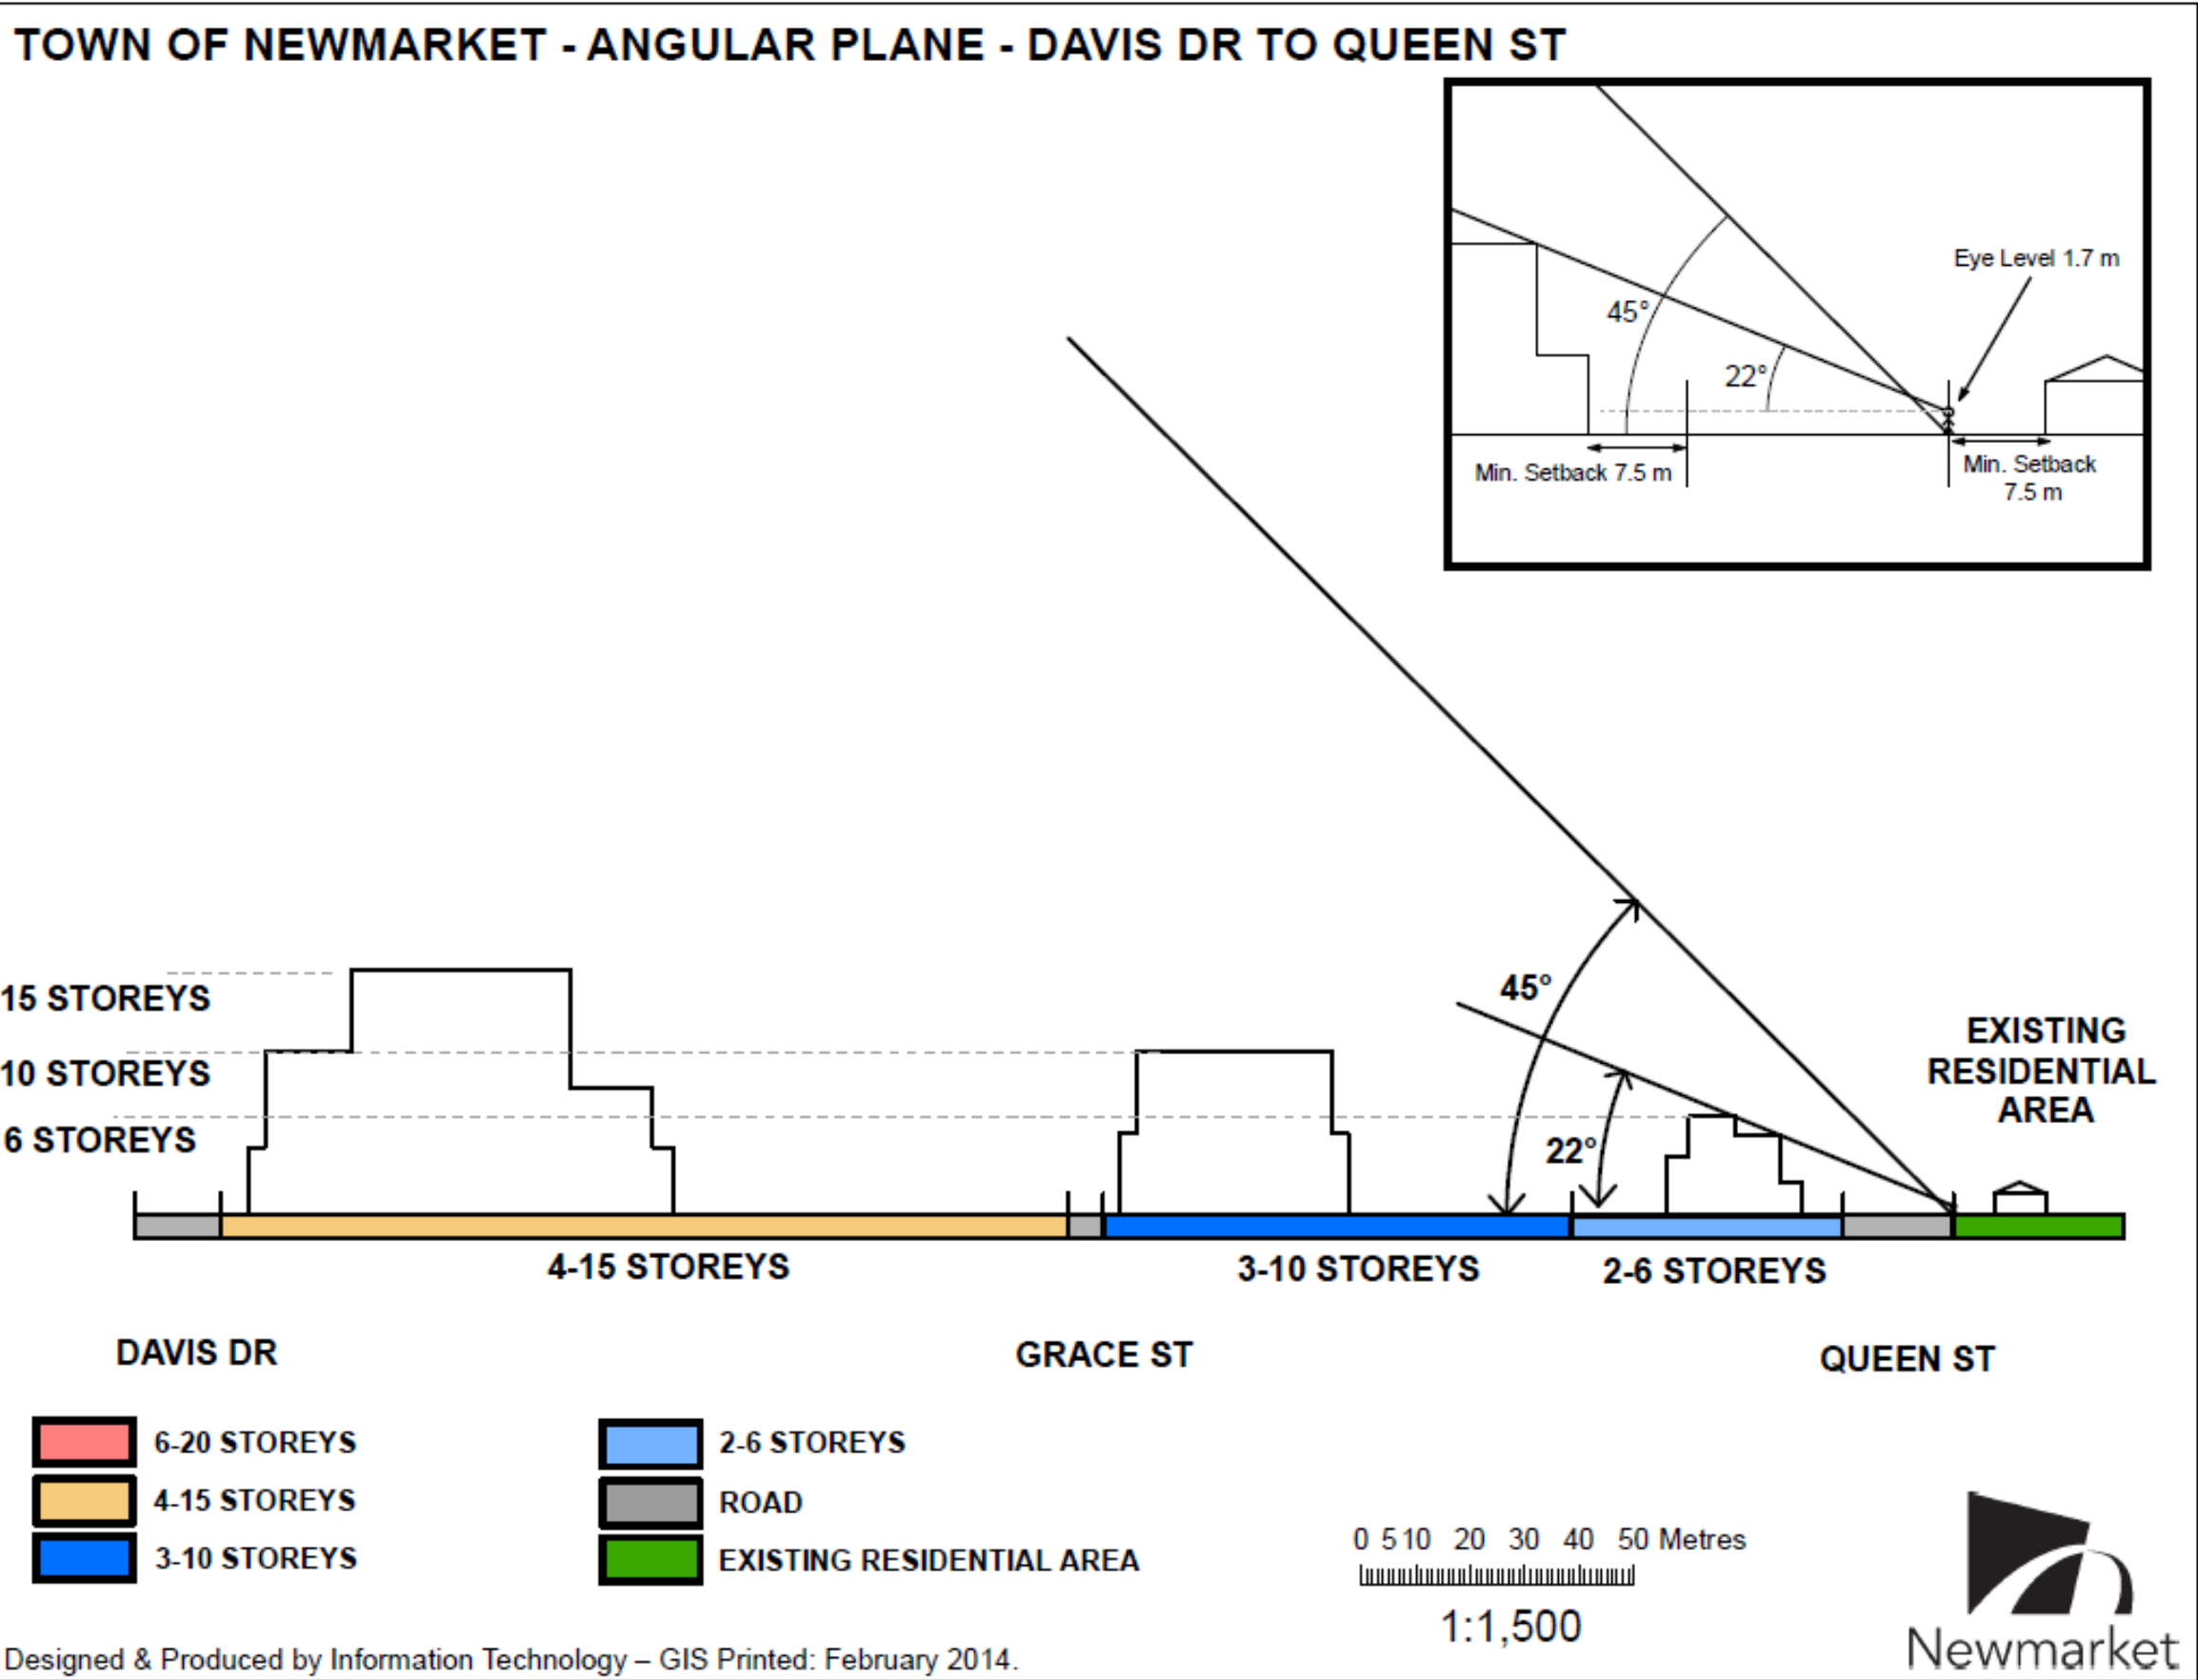 TOWN OF NEWMARKET - ANGULAR PLANE - DAVIS DR TO QUEEN ST
Eye Level 1.7 m
45°
22°
Min. Setback 7.5 m
Min. Setback
7.5 m
45°
22°
15 STOREYS
10 STOREYS
6 STOREYS
EXISTING
RESIDENTIAL
AREA
4-15 STOREYS
3-10 STOREYS
2-6 STOREYS
DAVIS DR
GRACE ST
QUEEN ST
6-20 STOREYS
4-15 STOREYS
3-10 STOREYS
2-6 STOREYS
ROAD
EXISTING RESIDENTIAL AREA
0 5 10 20 30 40 50 Metres
1:1,500
Newmarket
Designed & Produced by Information Technology – GIS Printed: February 2014.